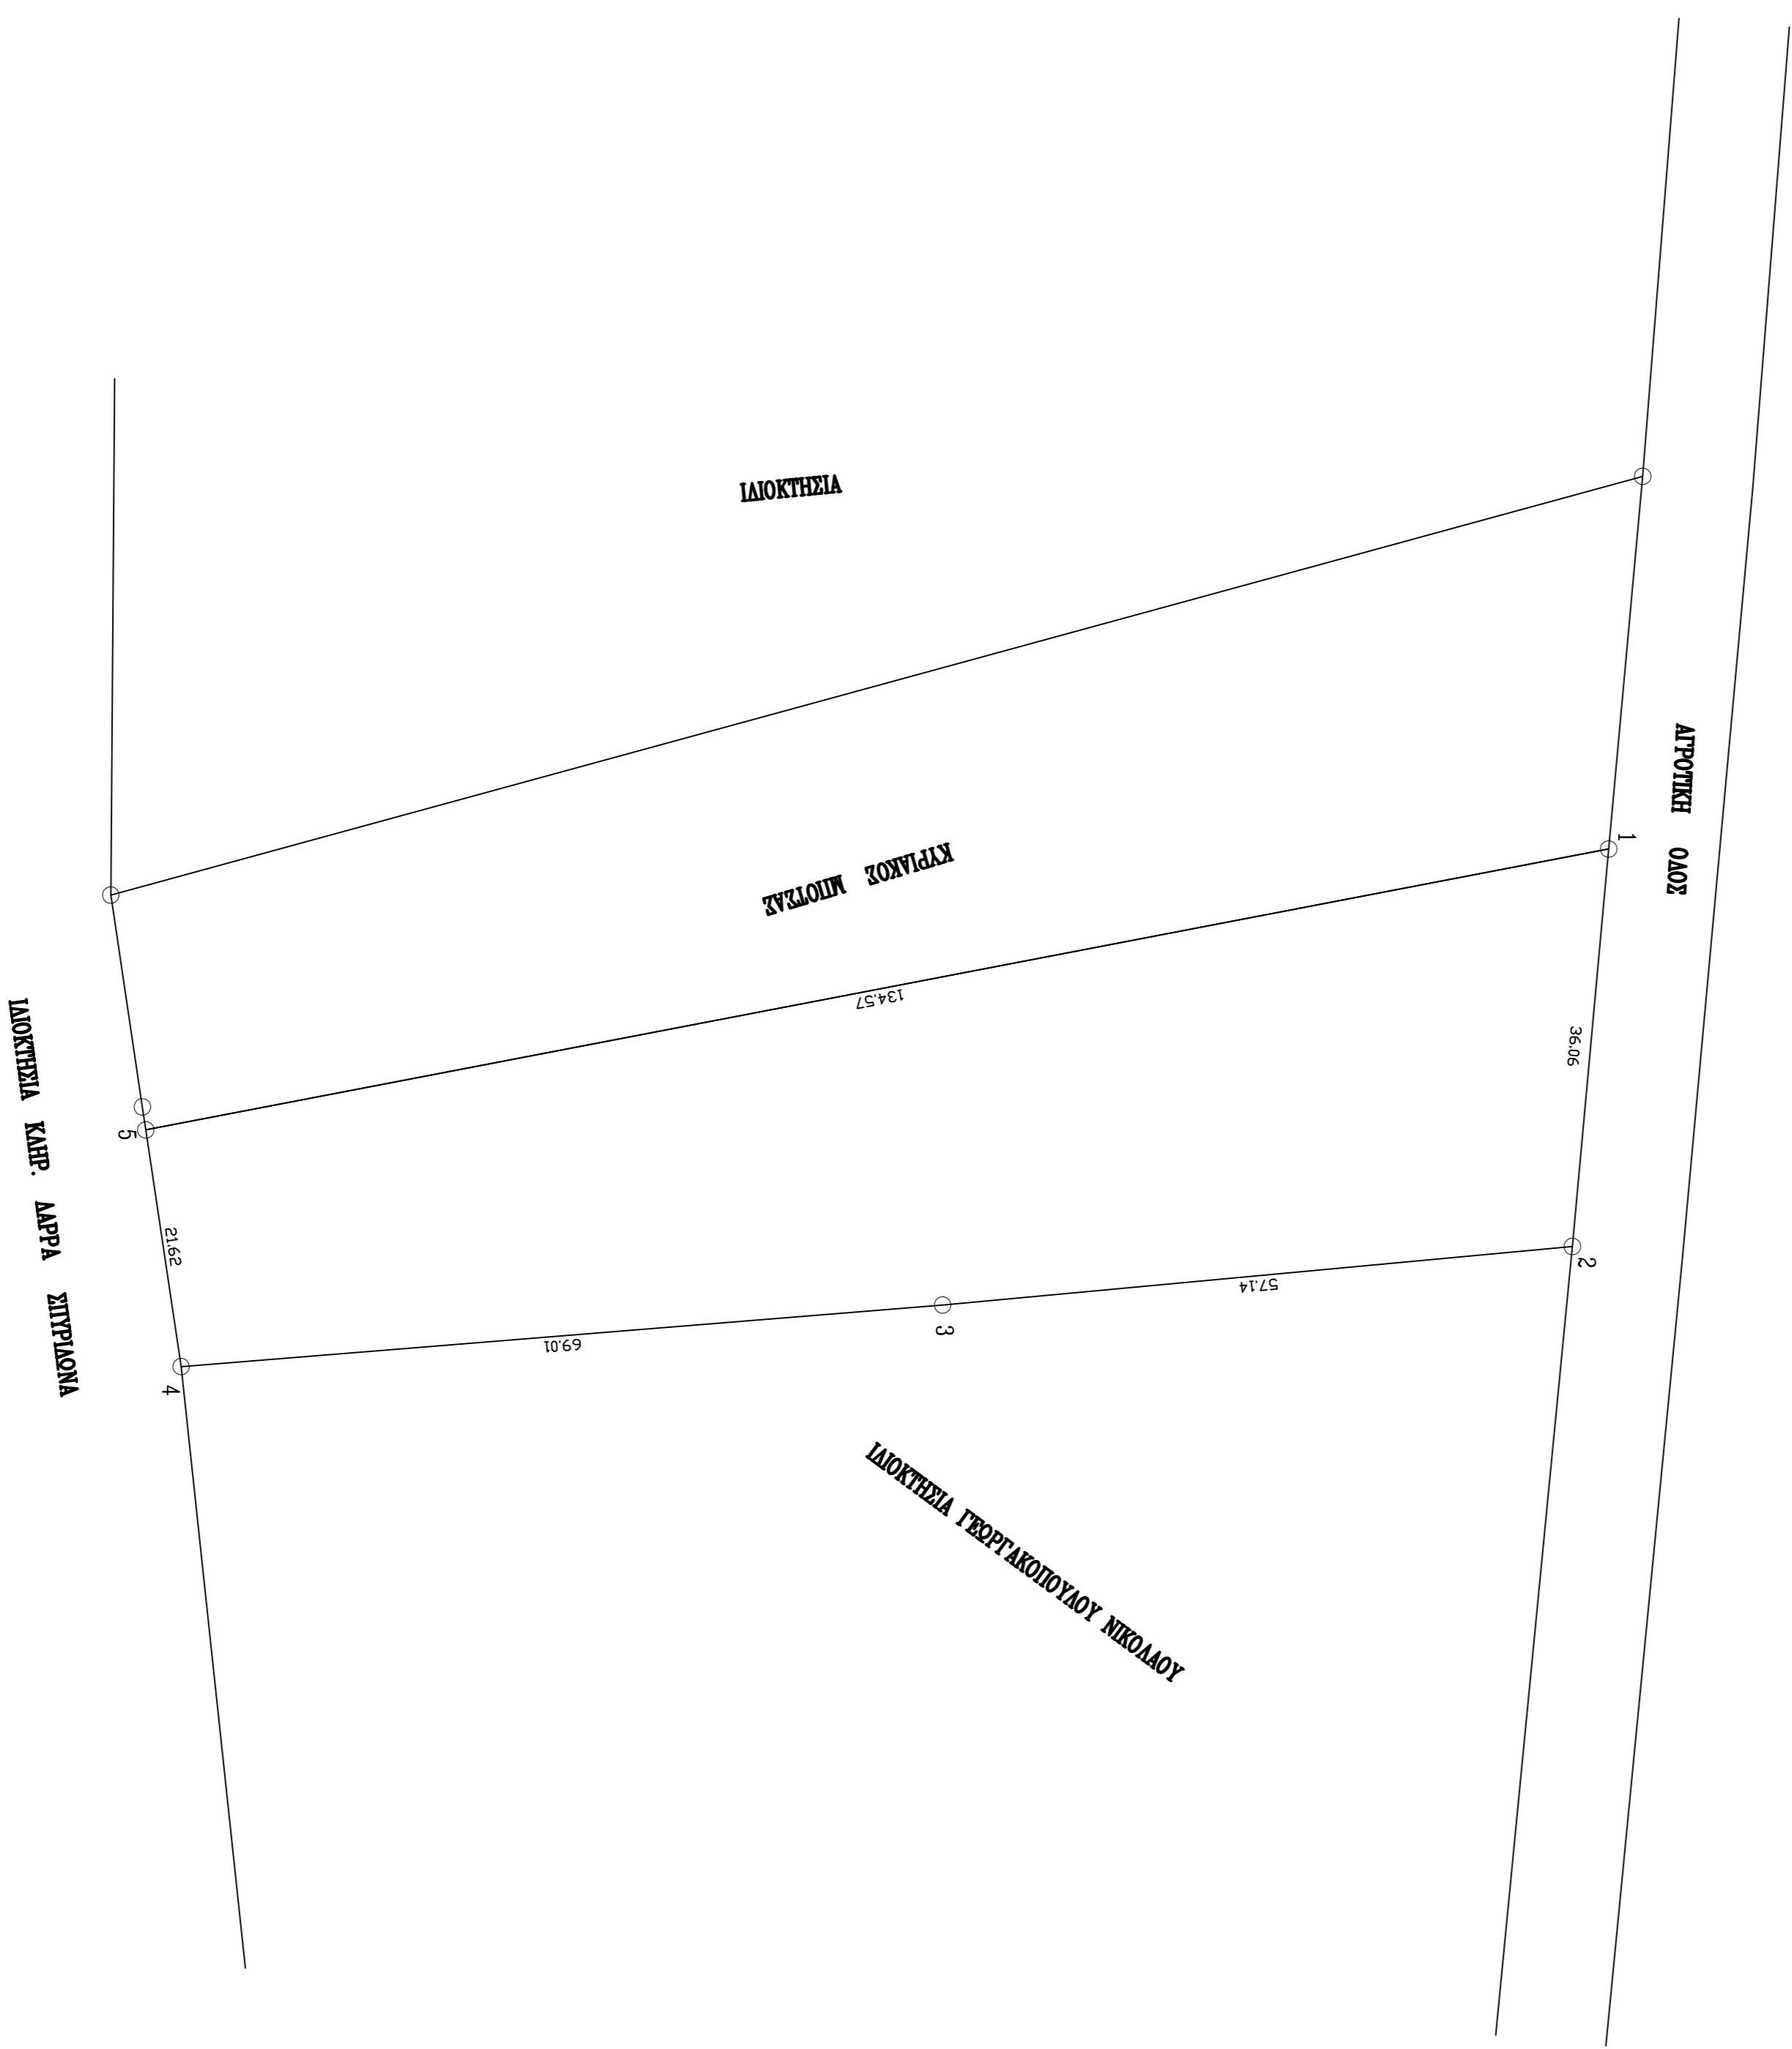 ΙΔΙΟΚΤΗΣΙΑ
ΑΓΡΟΤΙΚΗ ΟΔΟΣ
1
ΚΥΡΙΑΚΟΣ ΜΠΟΤΣΑΣ
134.57
36.06
ΙΔΙΟΚΤΗΣΙΑ ΚΛΗΡ. ΔΑΡΡΑ ΣΠΥΡΙΔΩΝΑ
5
21.62
2
57.14
3
69.01
4
ΙΔΙΟΚΤΗΣΙΑ ΓΕΩΡΓΑΚΟΠΟΥΛΟΥ ΝΙΚΟΛΑΟΥ